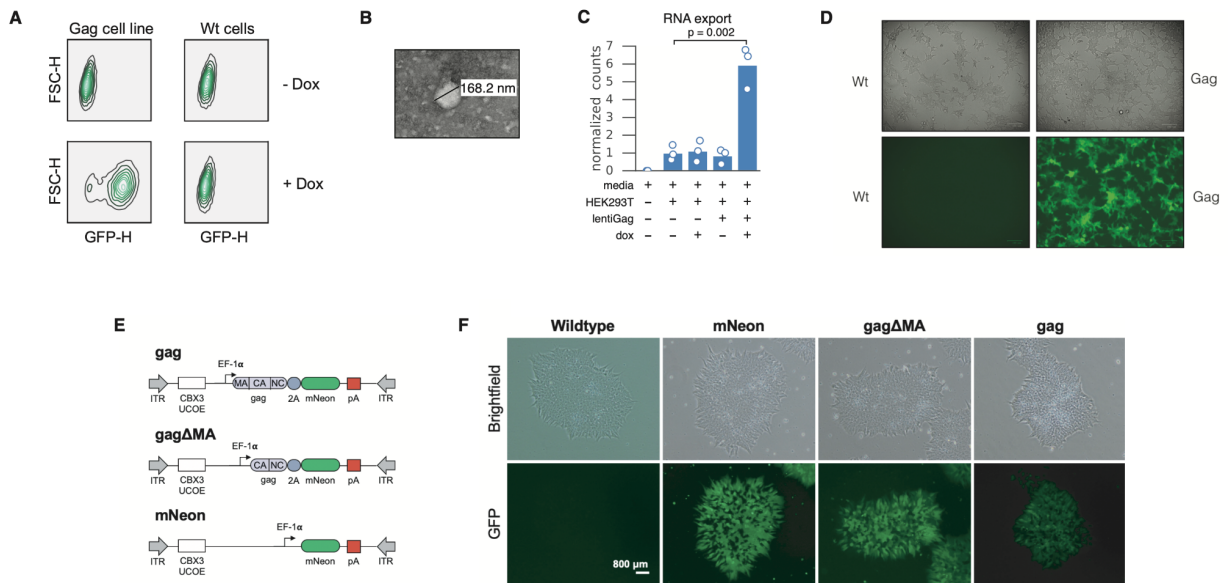 A
Gag cell line
Wt cells
FSC-H
- Dox
FSC-H
+ Dox
GFP-H
GFP-H
B
168.2 nm
C
RNA export
p = 0.002
normalized counts
7
6
5
4
3
2
1
0
media + + + + +
HEK293T – + + + +
lentiGag – – – + +
dox – – + – +
D
Wt
Gag
Wt
Gag
E
gag
EF-1α
MA CA NC
ITR CBX3 UCOE gag 2A mNeon pA ITR
gagΔMA
EF-1α
CA NC
ITR CBX3 UCOE gag 2A mNeon pA ITR
mNeon
EF-1α
ITR CBX3 UCOE mNeon pA ITR
F
Wildtype mNeon gagΔMA gag
Brightfield
GFP
800 µm